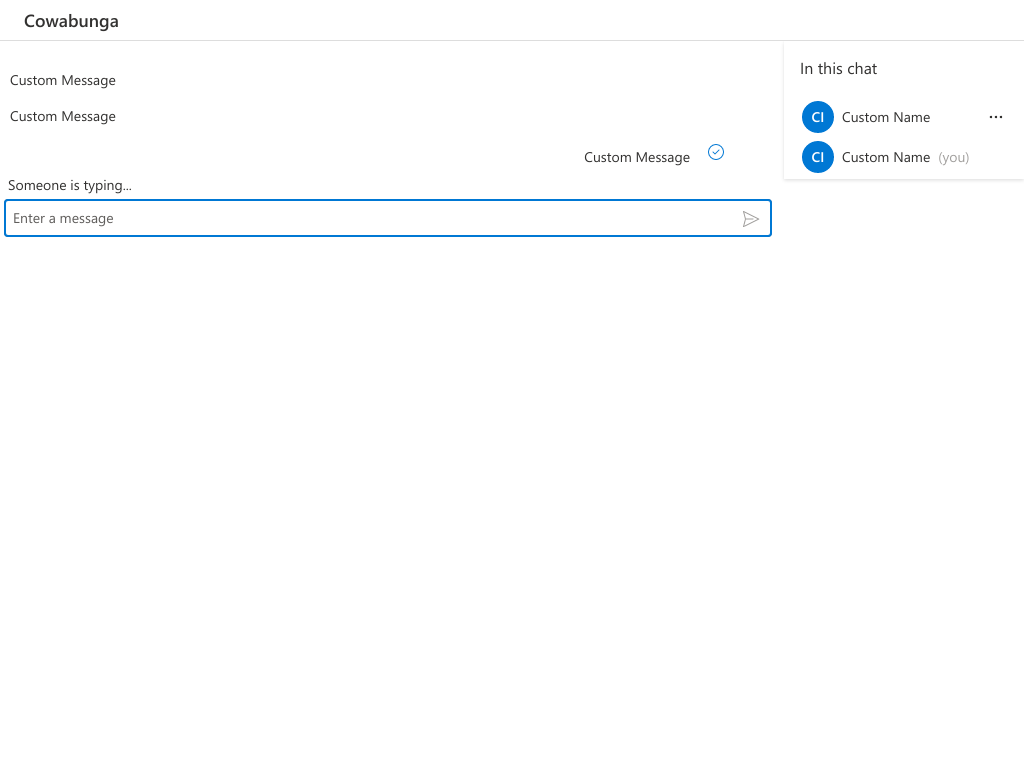 Cowabunga
Custom Message
Custom Message
Custom Message
Someone is typing...
Enter a message
In this chat
CI Custom Name ...
CI Custom Name (you)